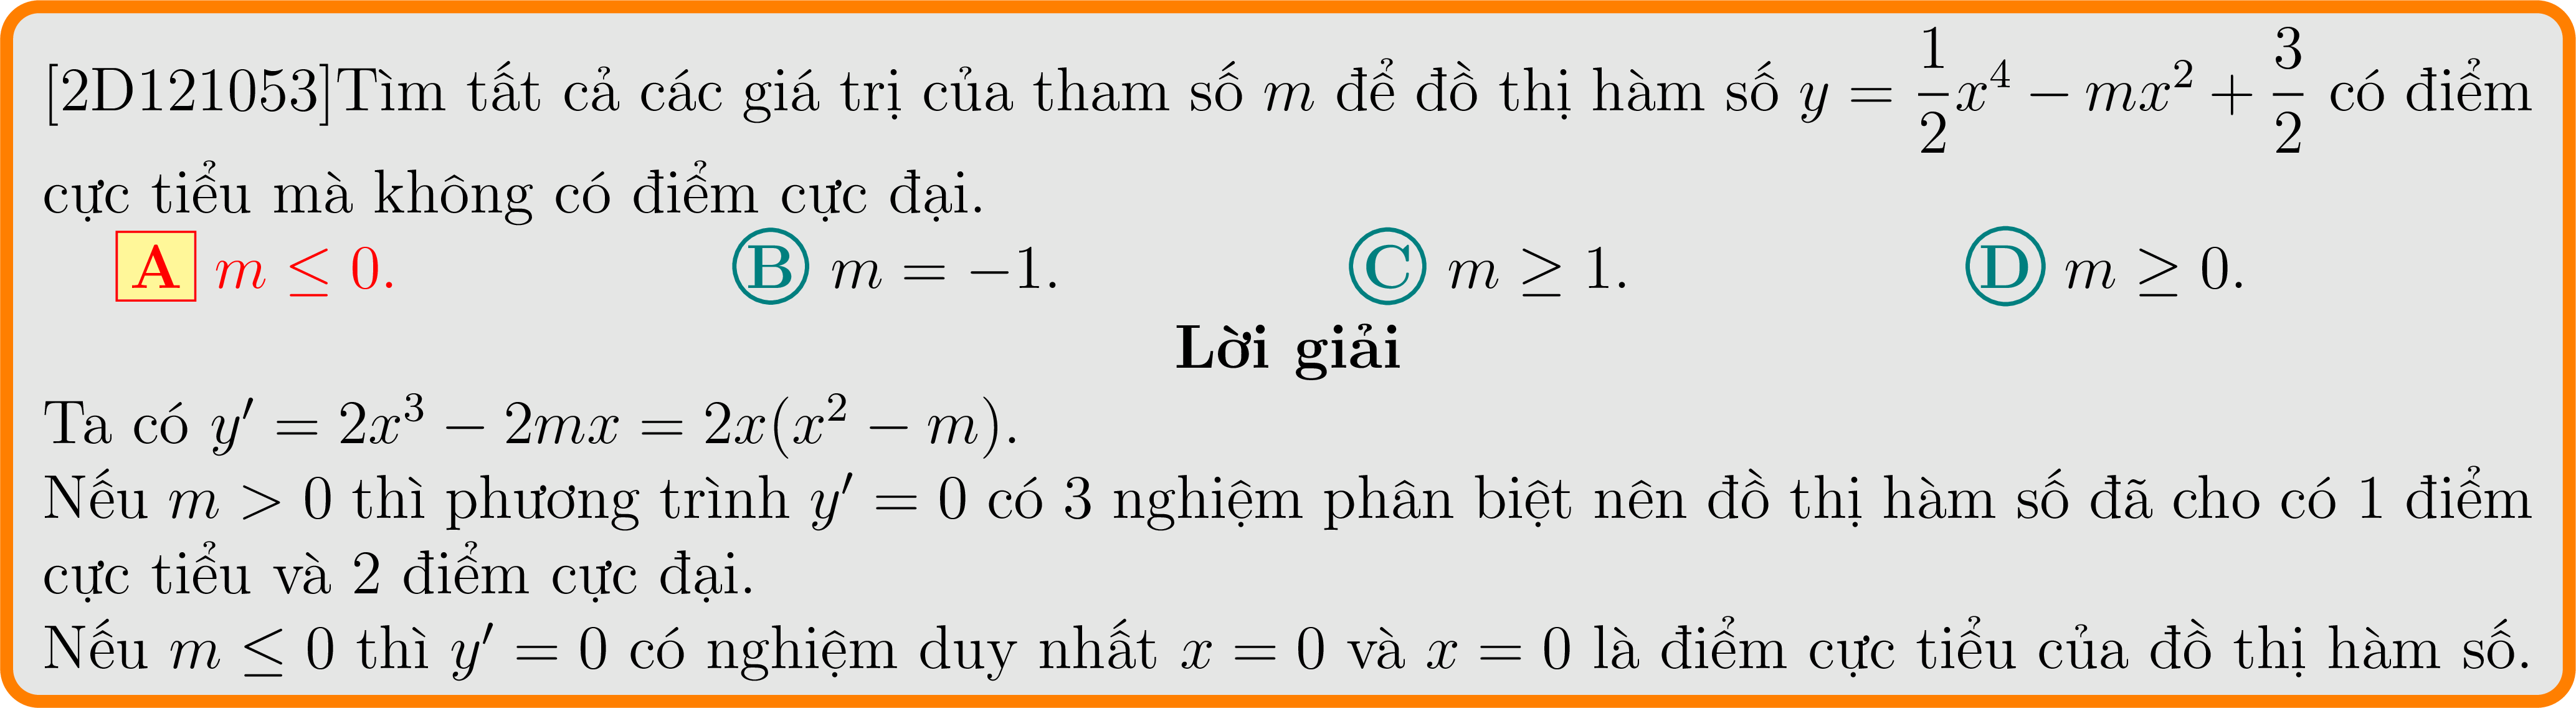 [2D121053]Tìm tất cả các giá trị của tham số m để đồ thị hàm số y = \frac{1}{2}x^4 − mx^2 + \frac{3}{2} có điểm
cực tiểu mà không có điểm cực đại.
A m ≤ 0. B m = −1. C m ≥ 1. D m ≥ 0.
Lời giải
Ta có y′ = 2x^3 − 2mx = 2x(x^2 − m).
Nếu m > 0 thì phương trình y′ = 0 có 3 nghiệm phân biệt nên đồ thị hàm số đã cho có 1 điểm
cực tiểu và 2 điểm cực đại.
Nếu m ≤ 0 thì y′ = 0 có nghiệm duy nhất x = 0 và x = 0 là điểm cực tiểu của đồ thị hàm số.